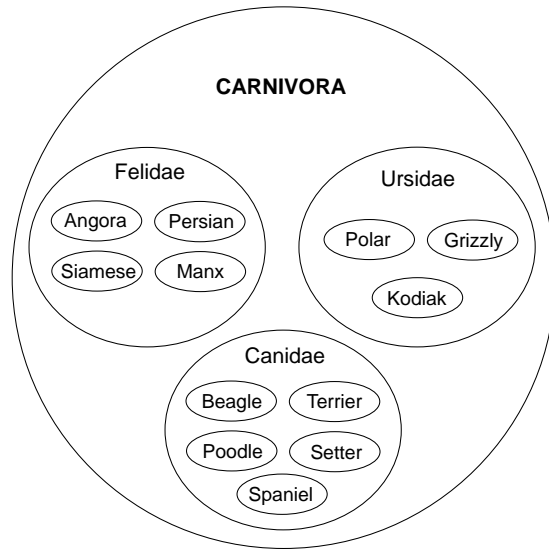 CARNIVORA
Felidae
Angora
Persian
Siamese
Manx
Ursidae
Polar
Grizzly
Kodiak
Canidae
Beagle
Terrier
Poodle
Setter
Spaniel